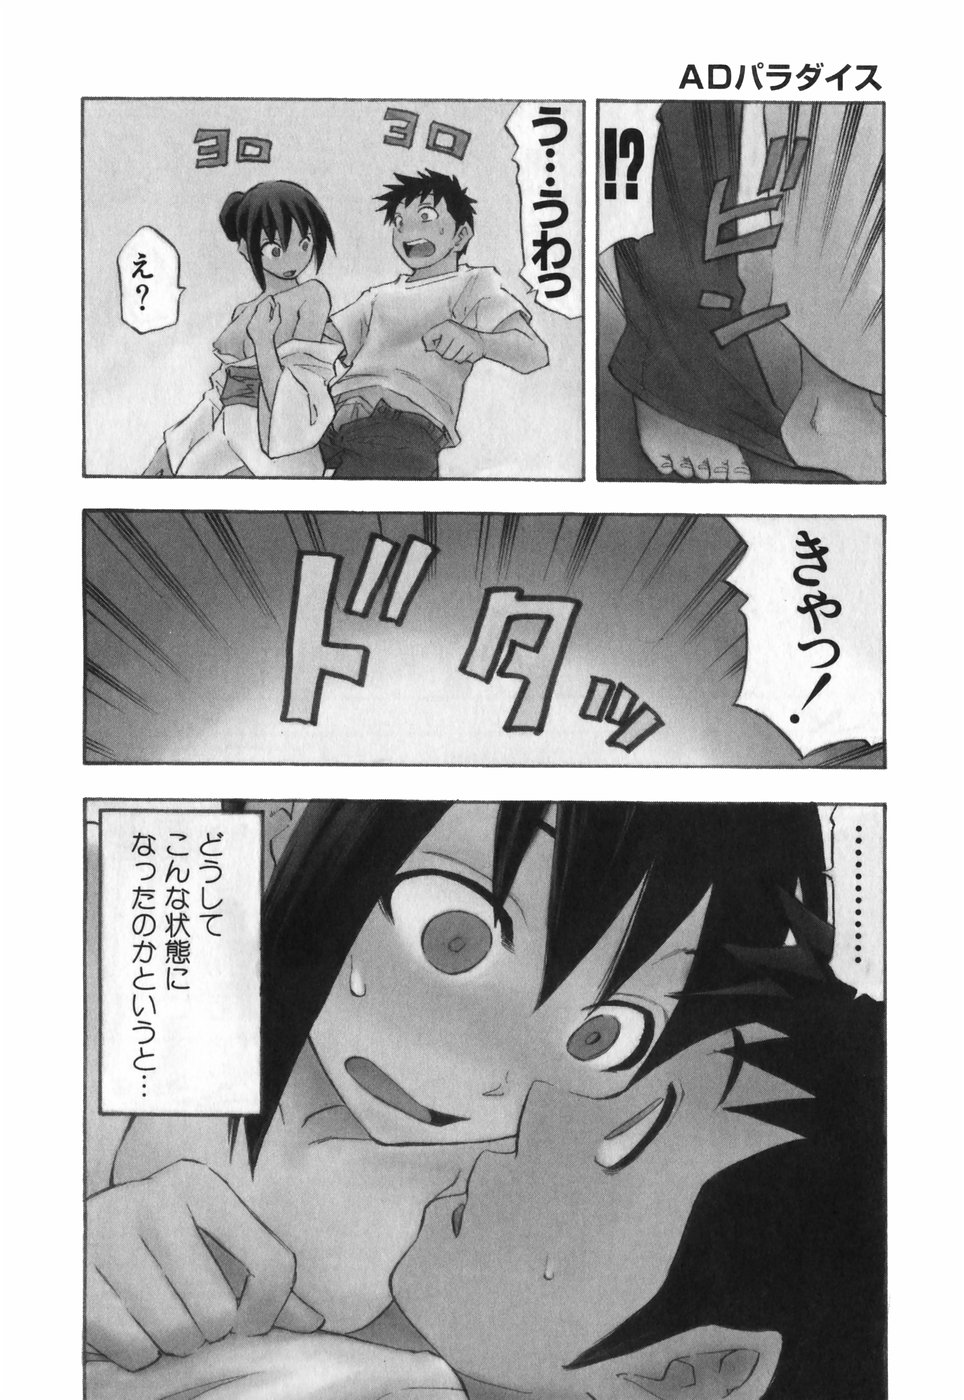 ADパラダイス
!?
ビーン
う…うわっ
ヨロ
ヨロ
え?
きゃっ!
ドタッ
…………
どうして
こんな状態に
なったのかというと…